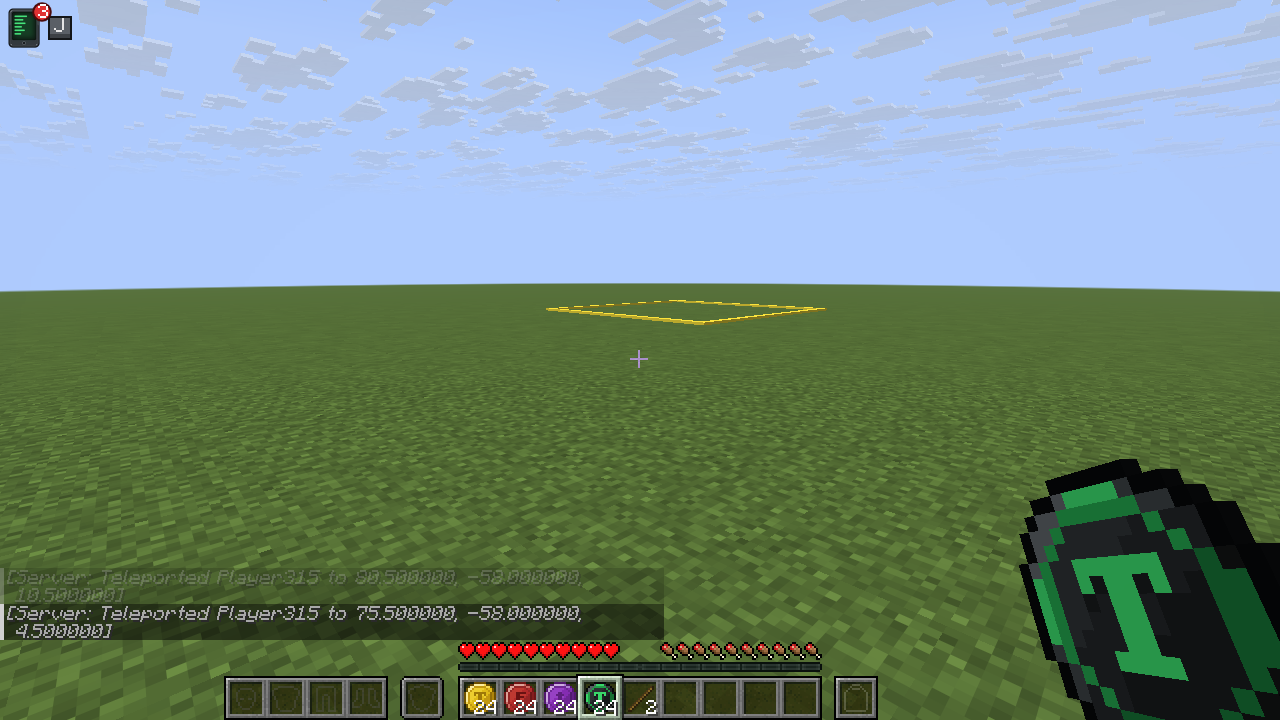 3
J
[Server: Teleported Player315 to 80.500000, -58.000000,
10.500000]
[Server: Teleported Player315 to 75.500000, -58.000000,
4.500000]
T
24
24
24
24
2